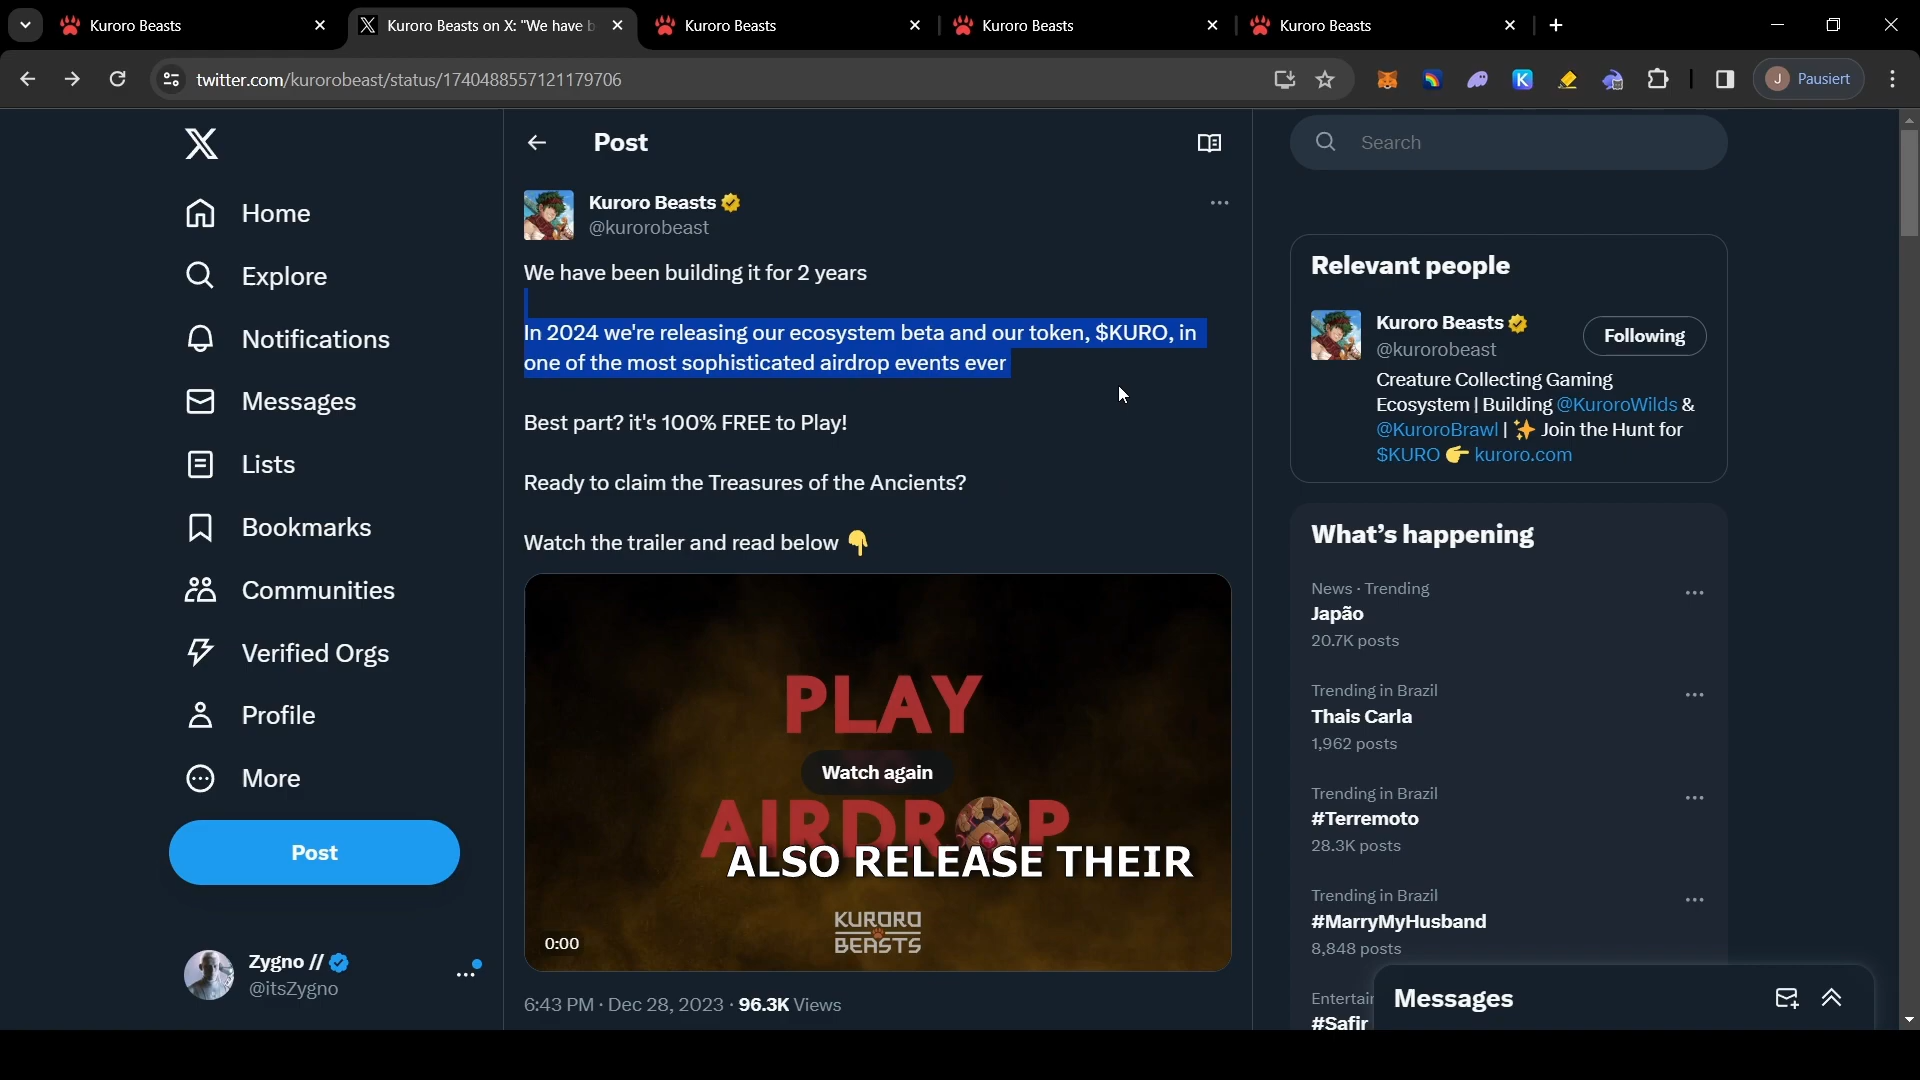 Kuroro Beasts
Kuroro Beasts on X: "We have b
Kuroro Beasts
Kuroro Beasts
Kuroro Beasts
twitter.com/kurorobeast/status/1740488557121179706
J
Pausiert
X
Home
Explore
Notifications
Messages
Lists
Bookmarks
Communities
Verified Orgs
Profile
More
Post
Zygno //
@itsZygno
Post
Kuroro Beasts
@kurorobeast
We have been building it for 2 years
In 2024 we're releasing our ecosystem beta and our token, $KURO, in
one of the most sophisticated airdrop events ever
Best part? it's 100% FREE to Play!
Ready to claim the Treasures of the Ancients?
Watch the trailer and read below 👇
PLAY
Watch again
AIRDROP
ALSO RELEASE THEIR
KURORO
BEASTS
0:00
6:43 PM · Dec 28, 2023 · 96.3K Views
Search
Relevant people
Kuroro Beasts
@kurorobeast
Following
Creature Collecting Gaming
Ecosystem | Building @KuroroWilds &
@KuroroBrawl | ✨ Join the Hunt for
$KURO 👉 kuroro.com
What's happening
News · Trending
Japão
20.7K posts
Trending in Brazil
Thais Carla
1,962 posts
Trending in Brazil
#Terremoto
28.3K posts
Trending in Brazil
#MarryMyHusband
8,848 posts
Entertai
#Safir
Messages